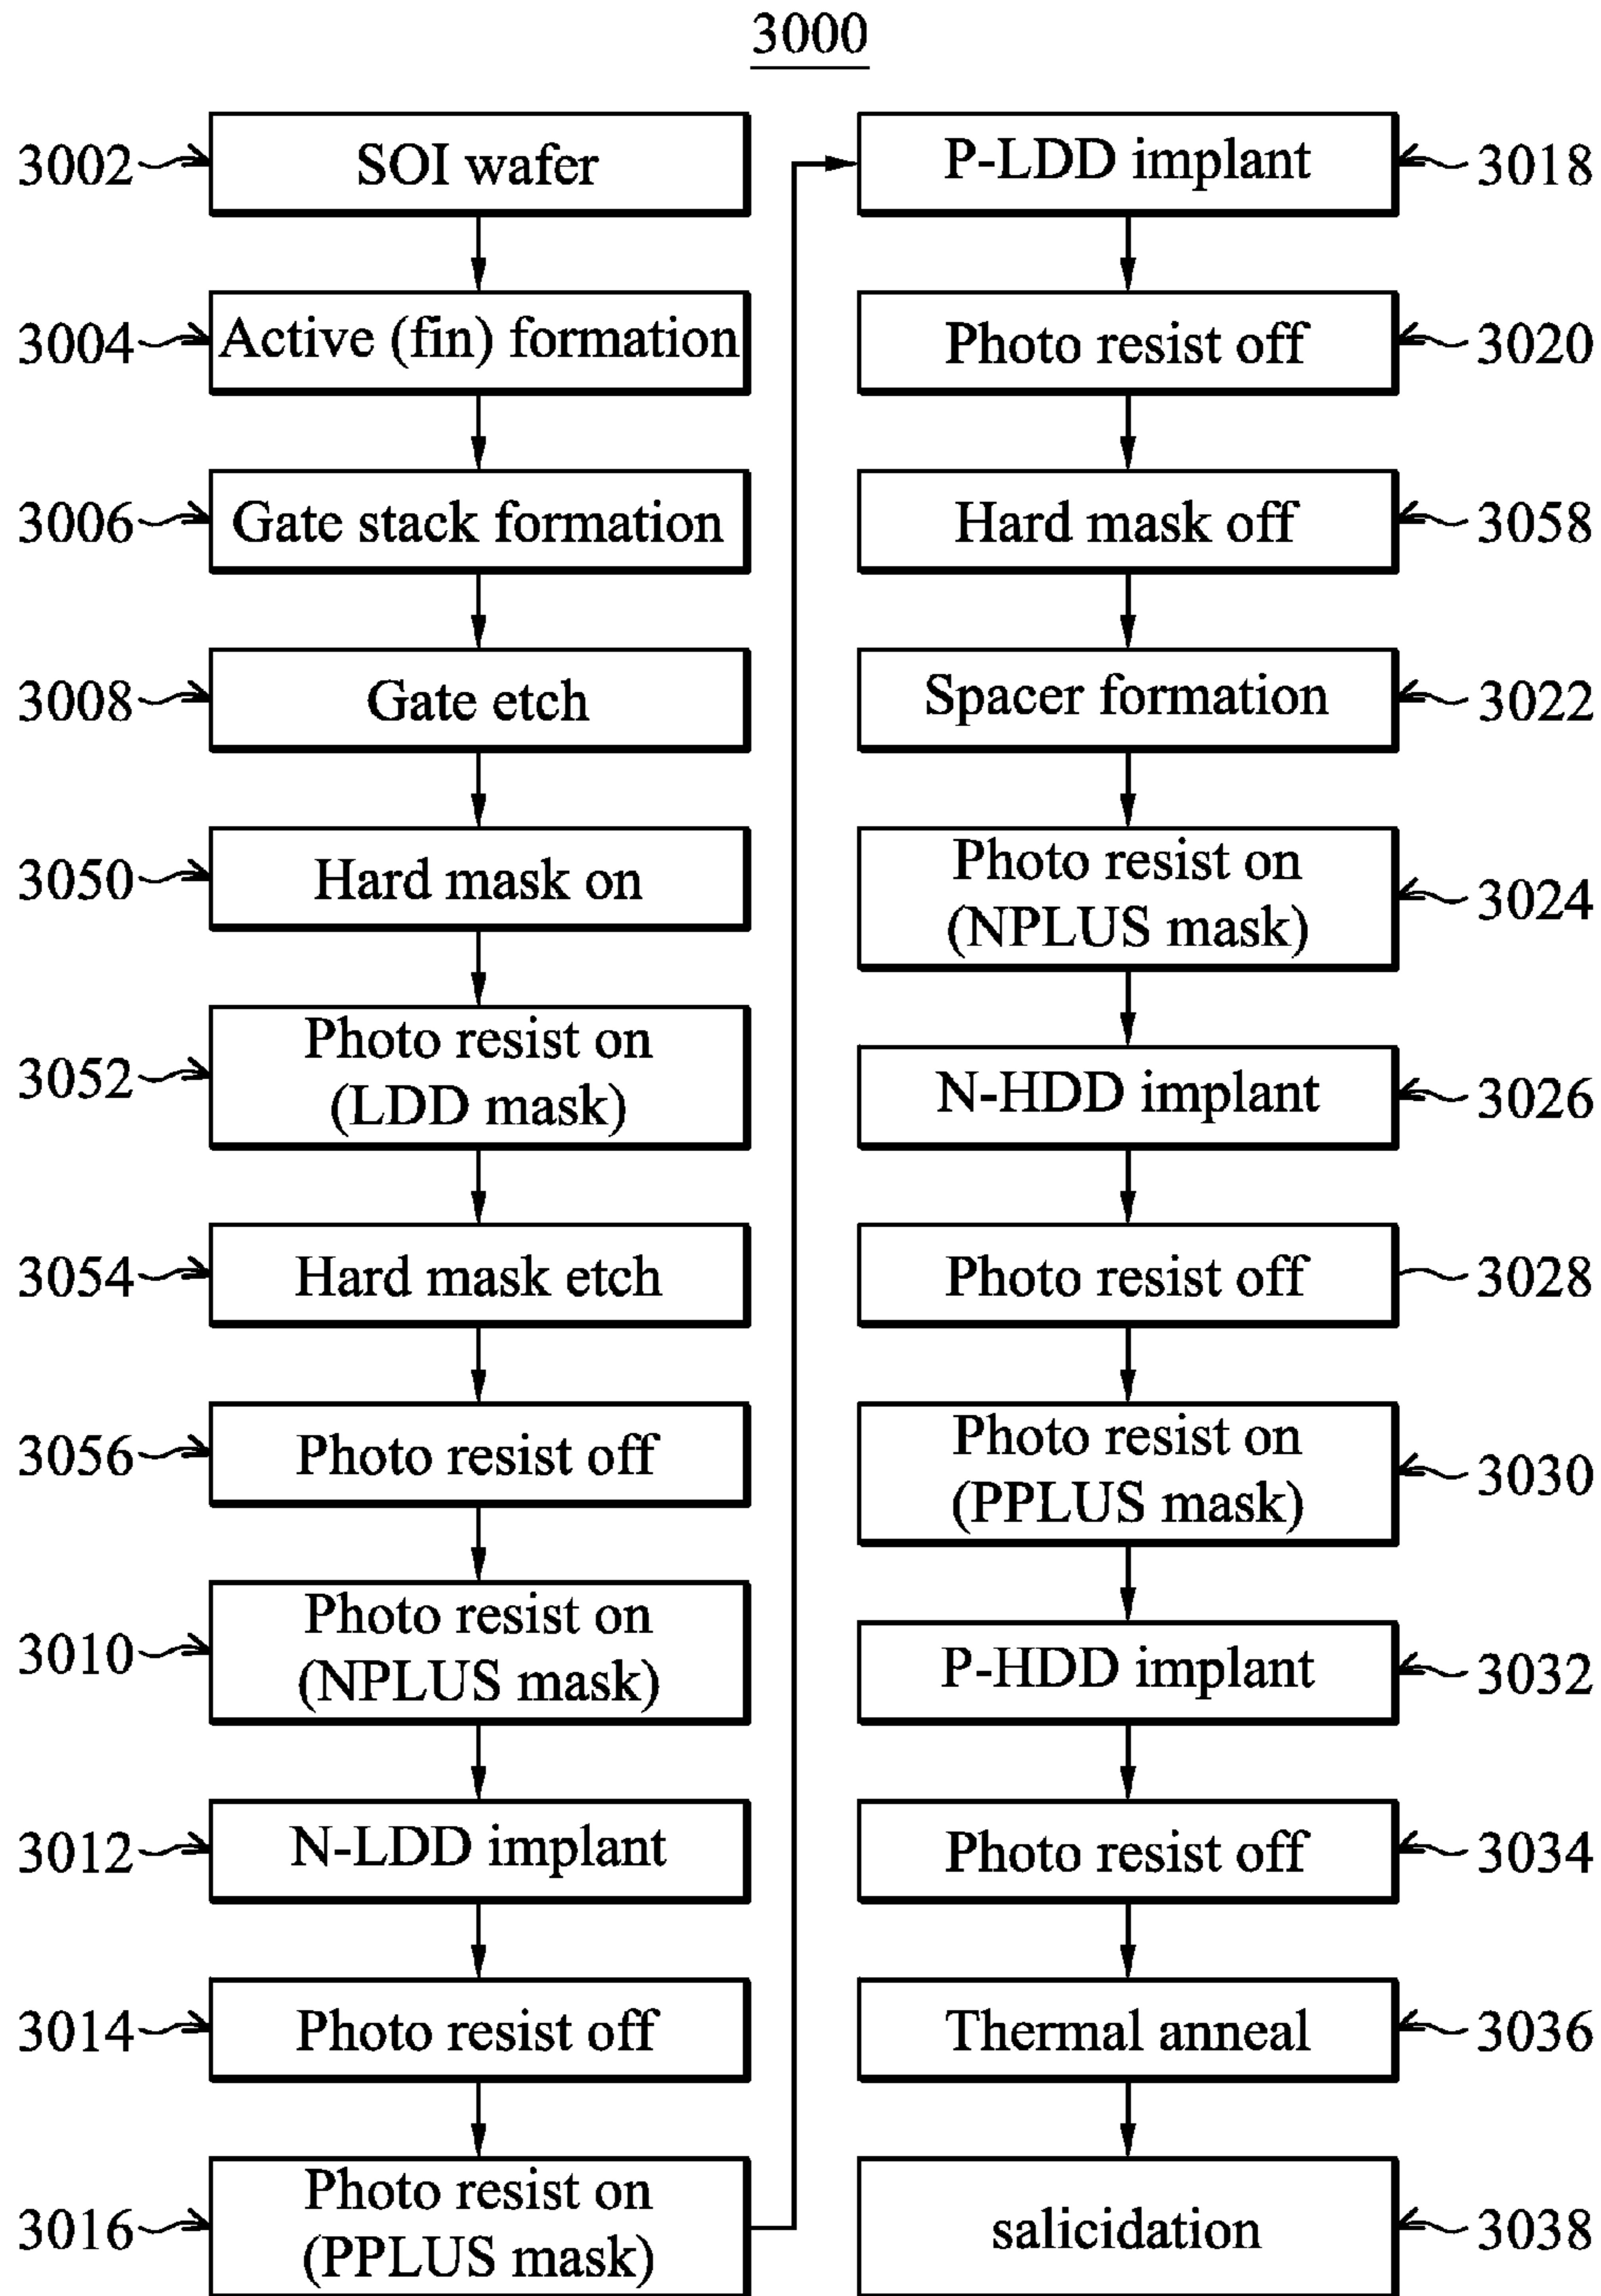 3000
3002
SOI wafer
3004
Active (fin) formation
3006
Gate stack formation
3008
Gate etch
3050
Hard mask on
3052
Photo resist on
(LDD mask)
3054
Hard mask etch
3056
Photo resist off
3010
Photo resist on
(NPLUS mask)
3012
N-LDD implant
3014
Photo resist off
3016
Photo resist on
(PPLUS mask)
P-LDD implant
3018
Photo resist off
3020
Hard mask off
3058
Spacer formation
3022
Photo resist on
(NPLUS mask)
3024
N-HDD implant
3026
Photo resist off
3028
Photo resist on
(PPLUS mask)
3030
P-HDD implant
3032
Photo resist off
3034
Thermal anneal
3036
salicidation
3038